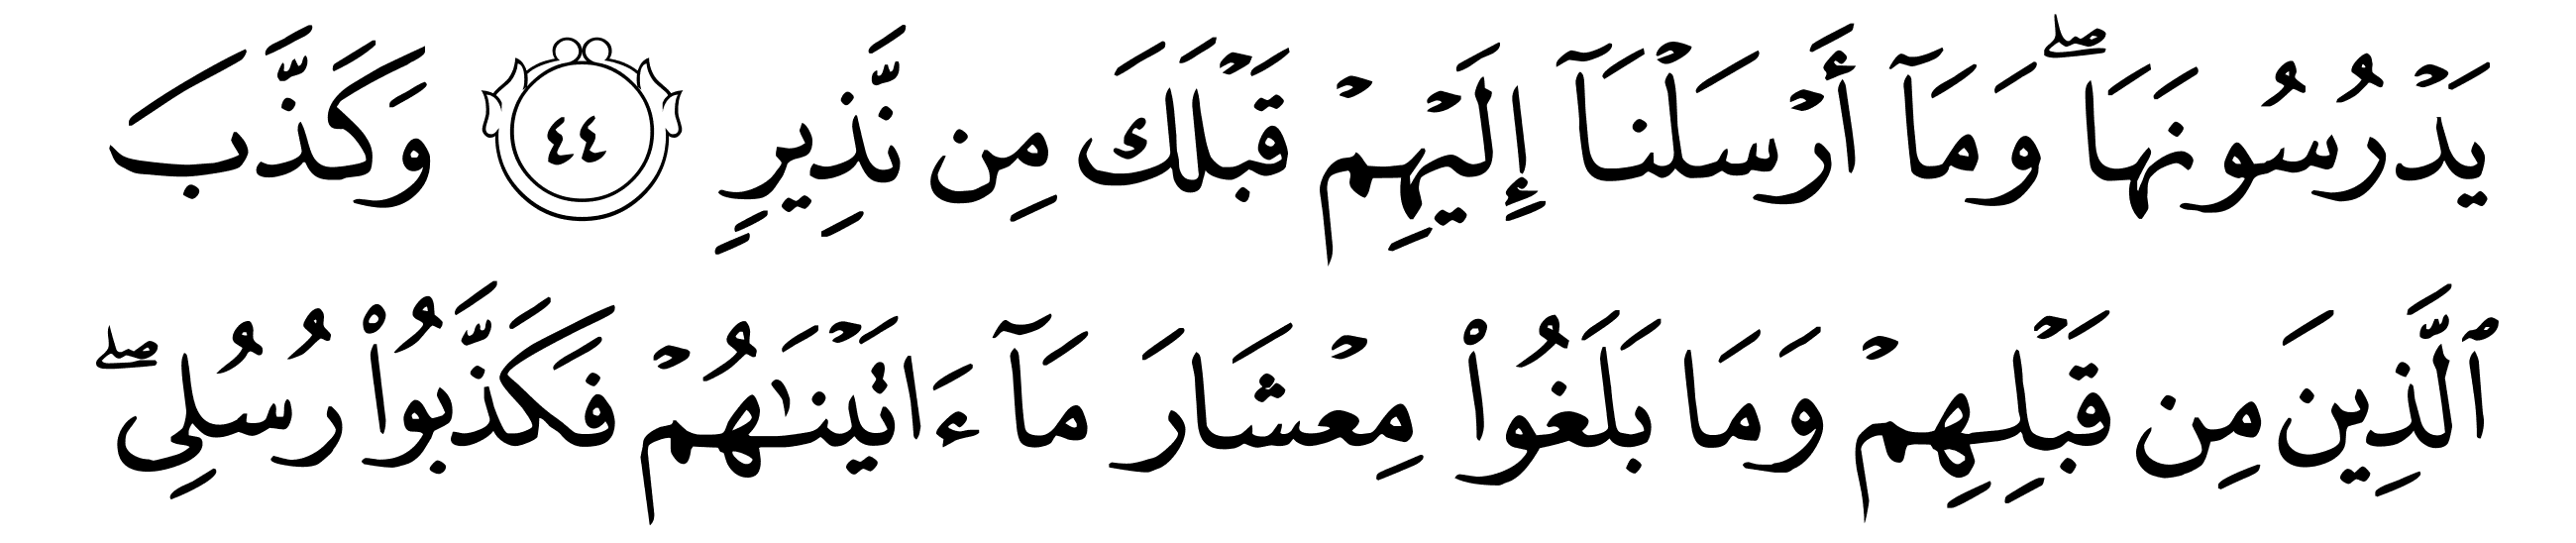 يَدۡرُسُونَهَاۖ وَمَآ أَرۡسَلۡنَآ إِلَيۡهِمۡ قَبۡلَكَ مِن نَّذِيرٖ ٤٤ وَكَذَّبَ
ٱلَّذِينَ مِن قَبۡلِهِمۡ وَمَا بَلَغُواْ مِعۡشَارَ مَآ ءَاتَيۡنَٰهُمۡ فَكَذَّبُواْ رُسُلِيۖ